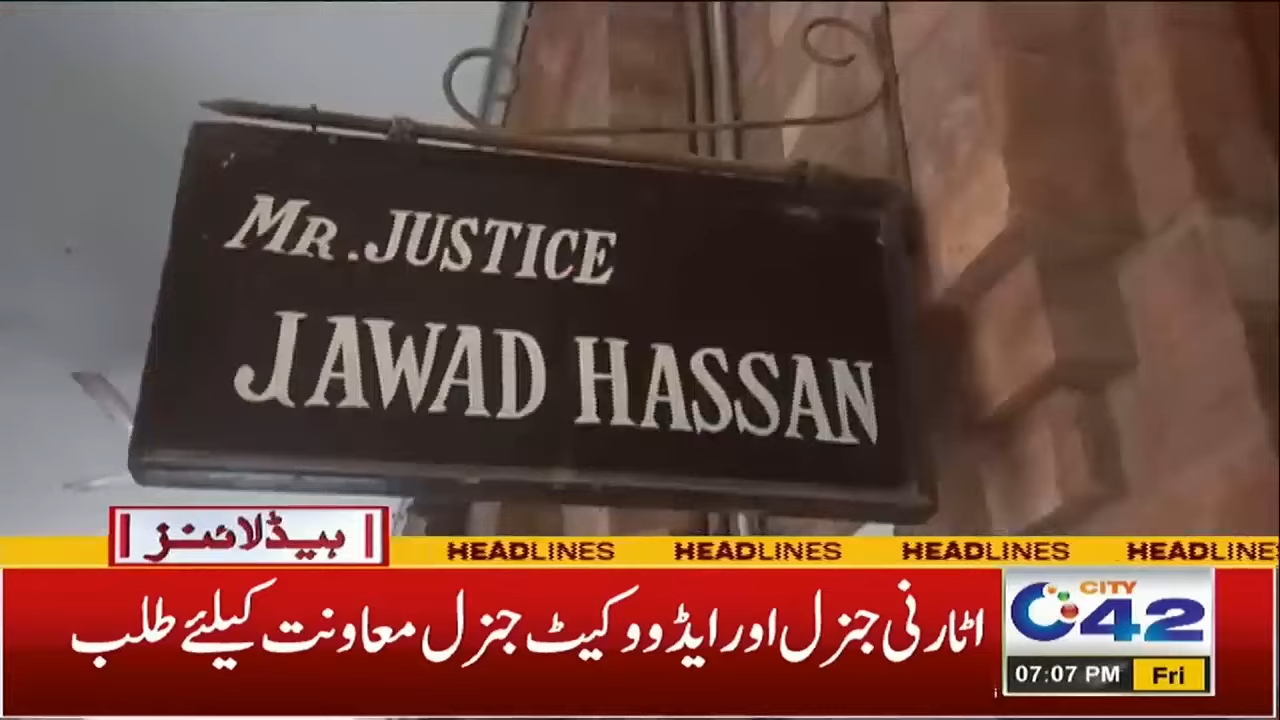 MR. JUSTICE
JAWAD HASSAN
ہیڈلائنز
HEADLINES HEADLINES HEADLINES HEADLINES
اٹارنی جنرل اور ایڈووکیٹ جنرل معاونت کیلئے طلب
CITY
42
07:07 PM Fri